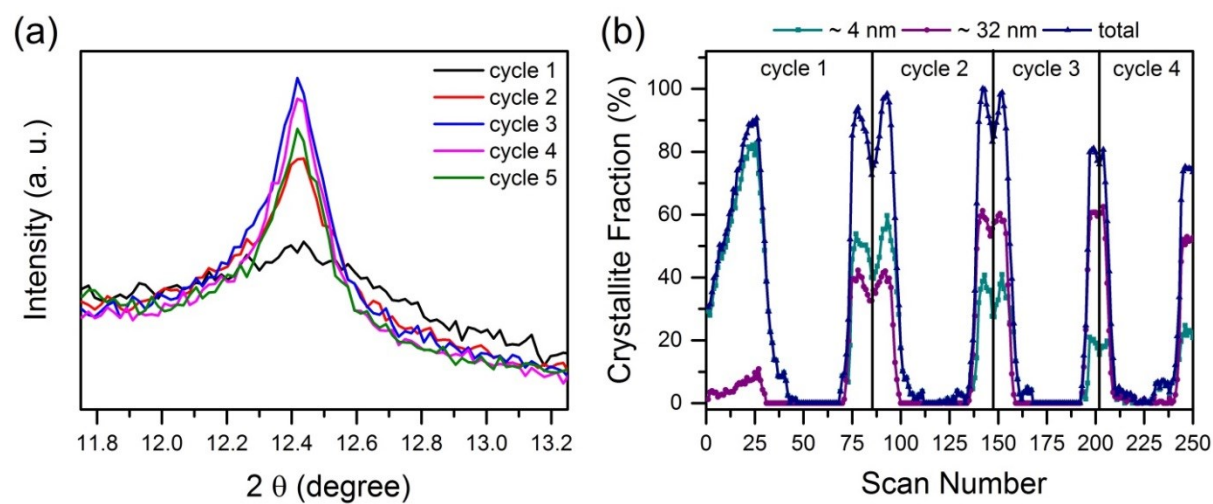 (a)
cycle 1
cycle 2
cycle 3
cycle 4
cycle 5
Intensity (a. u.)
11.8 12.0 12.2 12.4 12.6 12.8 13.0 13.2
2 θ (degree)
(b)
~ 4 nm ~ 32 nm total
cycle 1 cycle 2 cycle 3 cycle 4
Crystallite Fraction (%)
100
80
60
40
20
0
0 25 50 75 100 125 150 175 200 225 250
Scan Number